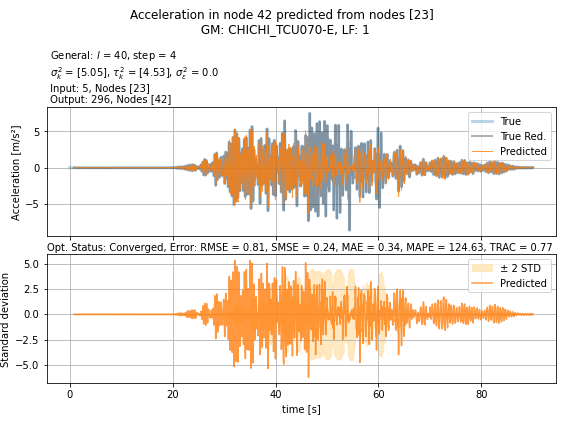 Acceleration in node 42 predicted from nodes [23]
GM: CHICHI_TCU070-E, LF: 1
General: l = 40, step = 4
σ²ₖ = [5.05], τ²ₖ = [4.53], σ²ε = 0.0
Input: 5, Nodes [23]
Output: 296, Nodes [42]
Acceleration [m/s²]
5
0
−5
True
True Red.
Predicted
Opt. Status: Converged, Error: RMSE = 0.81, SMSE = 0.24, MAE = 0.34, MAPE = 124.63, TRAC = 0.77
Standard deviation
5.0
2.5
0.0
−2.5
−5.0
± 2 STD
Predicted
0 20 40 60 80
time [s]